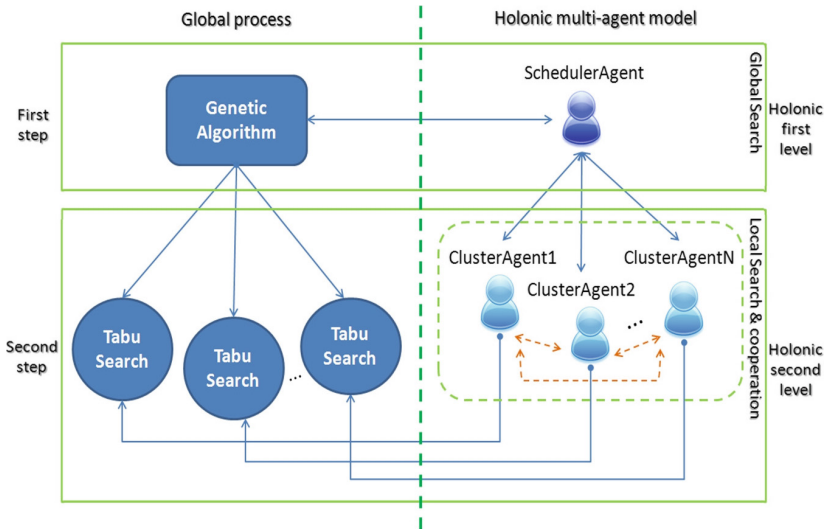 Global process
Holonic multi-agent model
First
step
Genetic
Algorithm
SchedulerAgent
Global Search
Holonic
first
level
Second
step
Tabu
Search
Tabu
Search
...
Tabu
Search
ClusterAgent1
ClusterAgent2
...
ClusterAgentN
Local Search & cooperation
Holonic
second
level